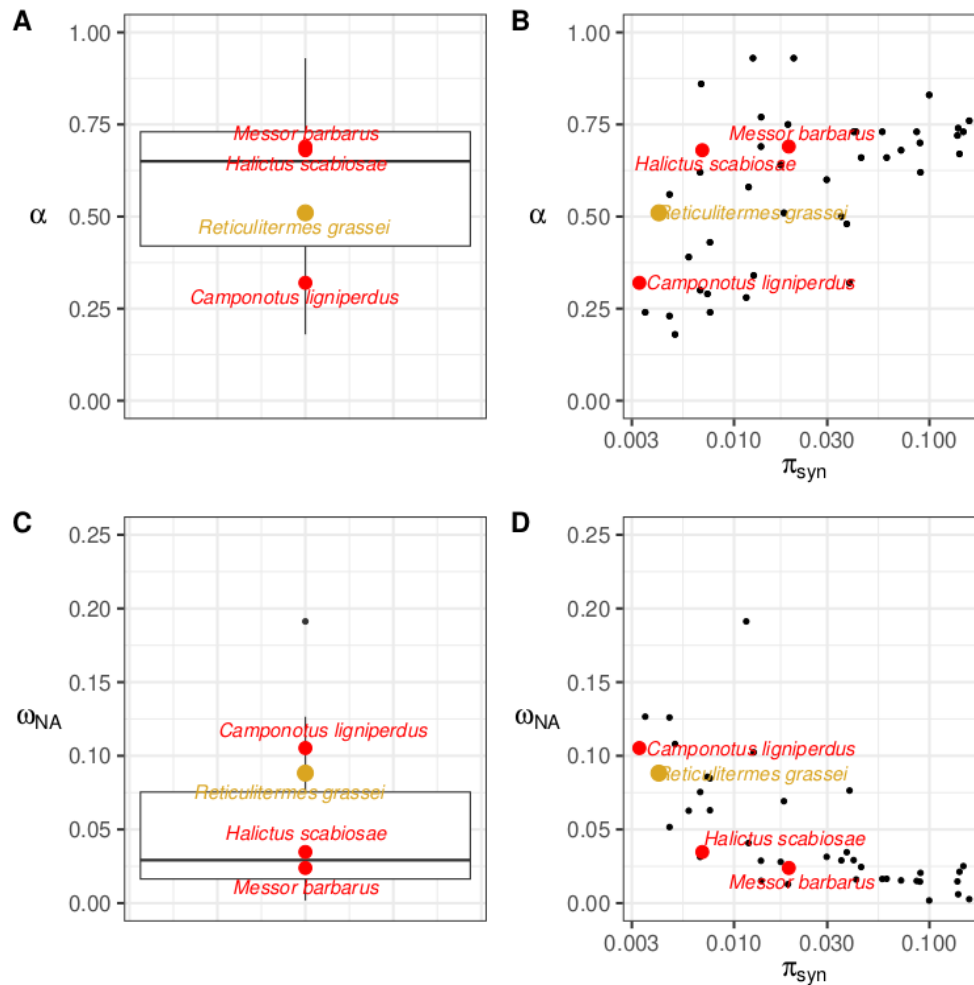 A
B
1.00
0.75
0.50
0.25
0.00
α
Messor barbarus
Halictus scabiosae
Reticulitermes grassei
Camponotus ligniperdus
1.00
0.75
0.50
0.25
0.00
α
Messor barbarus
Halictus scabiosae
Reticulitermes grassei
Camponotus ligniperdus
0.003 0.010 0.030 0.100
πsyn
C
D
0.25
0.20
0.15
0.10
0.05
0.00
ωNA
Camponotus ligniperdus
Reticulitermes grassei
Halictus scabiosae
Messor barbarus
0.25
0.20
0.15
0.10
0.05
0.00
ωNA
Camponotus ligniperdus
Reticulitermes grassei
Halictus scabiosae
Messor barbarus
0.003 0.010 0.030 0.100
πsyn